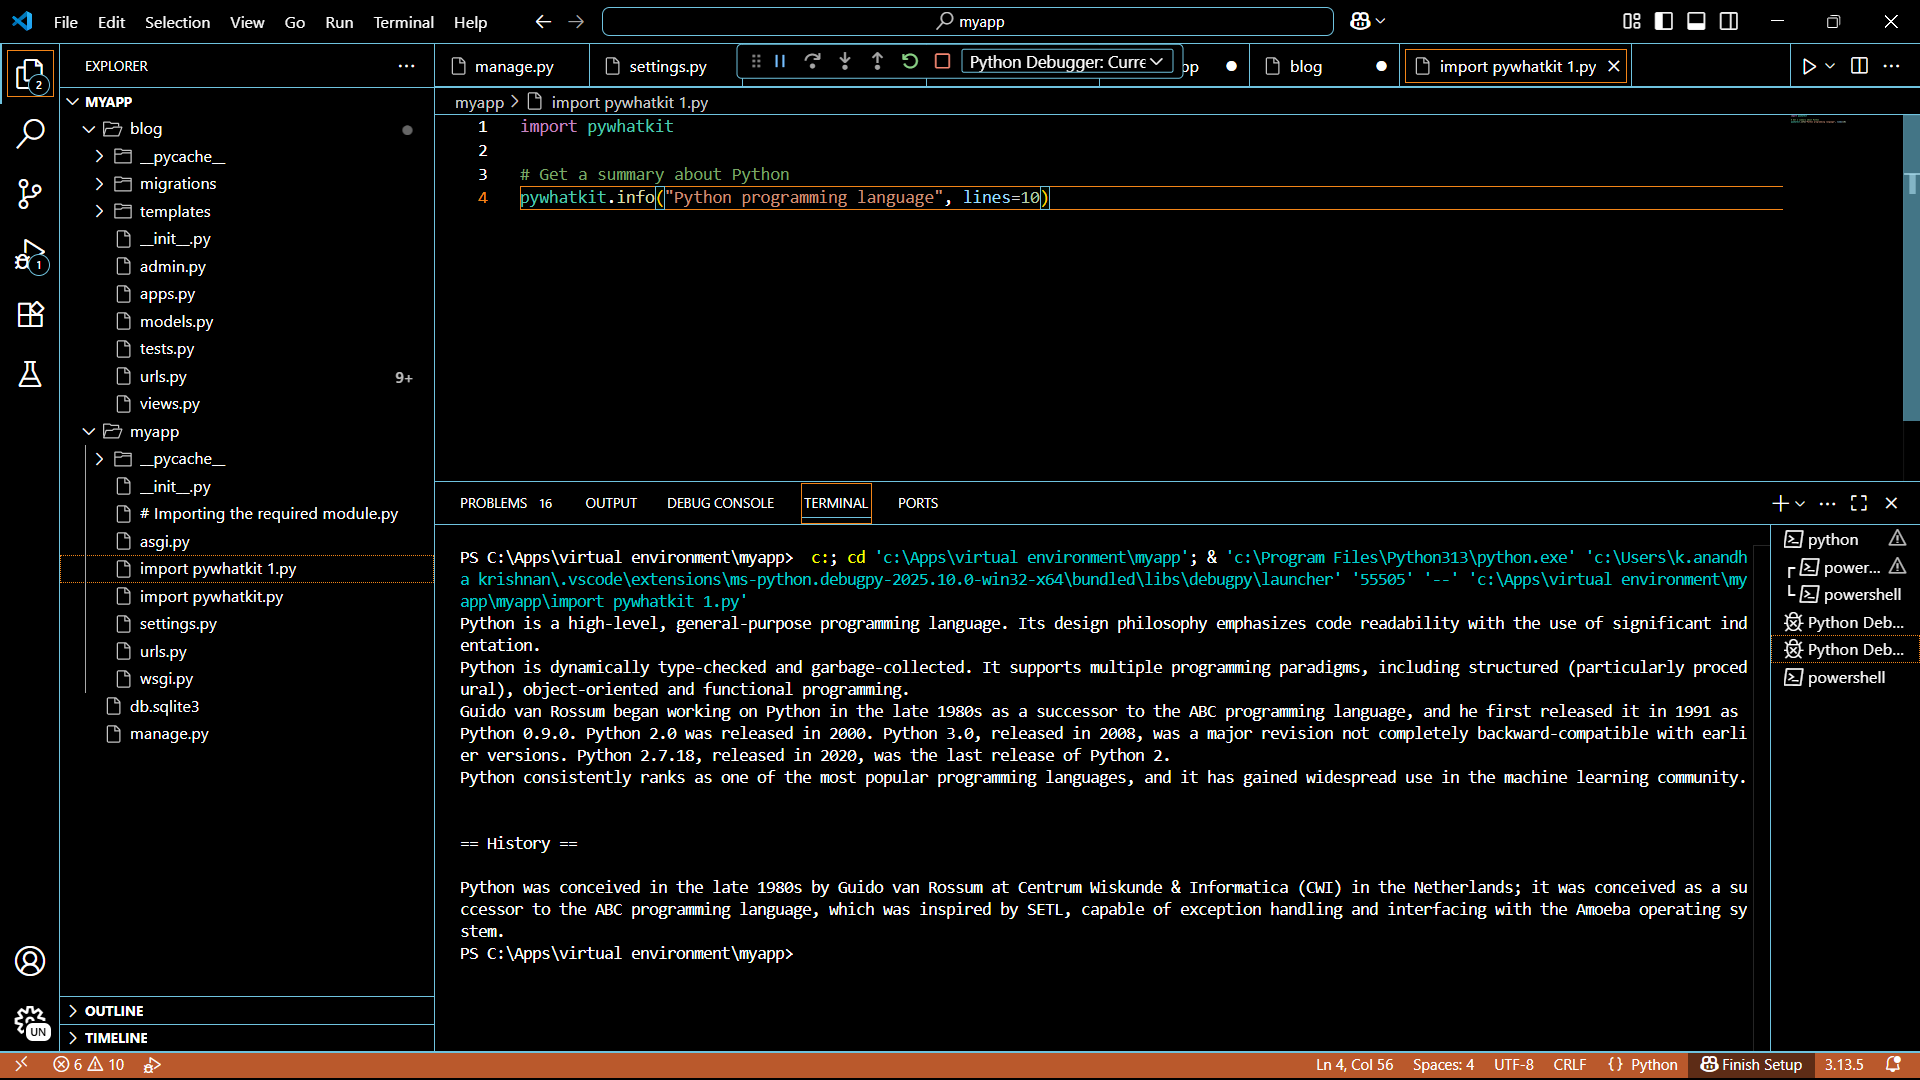 File Edit Selection View Go Run Terminal Help
myapp
EXPLORER
manage.py
settings.py
Python Debugger: Curre
pp
blog
import pywhatkit 1.py
2
MYAPP
myapp > import pywhatkit 1.py
blog
__pycache__
migrations
templates
__init__.py
admin.py
apps.py
models.py
tests.py
urls.py 9+
views.py
myapp
__pycache__
__init__.py
# Importing the required module.py
asgi.py
import pywhatkit 1.py
import pywhatkit.py
settings.py
urls.py
wsgi.py
db.sqlite3
manage.py
OUTLINE
TIMELINE
1
UN
1 import pywhatkit
2
3 # Get a summary about Python
4 pywhatkit.info("Python programming language", lines=10)
PROBLEMS 16 OUTPUT DEBUG CONSOLE TERMINAL PORTS
PS C:\Apps\virtual environment\myapp>  c:; cd 'c:\Apps\virtual environment\myapp'; & 'c:\Program Files\Python313\python.exe' 'c:\Users\k.anandh
a krishnan\.vscode\extensions\ms-python.debugpy-2025.10.0-win32-x64\bundled\libs\debugpy\launcher' '55505' '--' 'c:\Apps\virtual environment\my
app\myapp\import pywhatkit 1.py'
Python is a high-level, general-purpose programming language. Its design philosophy emphasizes code readability with the use of significant ind
entation.
Python is dynamically type-checked and garbage-collected. It supports multiple programming paradigms, including structured (particularly proced
ural), object-oriented and functional programming.
Guido van Rossum began working on Python in the late 1980s as a successor to the ABC programming language, and he first released it in 1991 as
Python 0.9.0. Python 2.0 was released in 2000. Python 3.0, released in 2008, was a major revision not completely backward-compatible with earli
er versions. Python 2.7.18, released in 2020, was the last release of Python 2.
Python consistently ranks as one of the most popular programming languages, and it has gained widespread use in the machine learning community.
== History ==
Python was conceived in the late 1980s by Guido van Rossum at Centrum Wiskunde & Informatica (CWI) in the Netherlands; it was conceived as a su
ccessor to the ABC programming language, which was inspired by SETL, capable of exception handling and interfacing with the Amoeba operating sy
stem.
PS C:\Apps\virtual environment\myapp>
python
power...
powershell
Python Deb...
Python Deb...
powershell
6 10
Ln 4, Col 56 Spaces: 4 UTF-8 CRLF {} Python Finish Setup 3.13.5